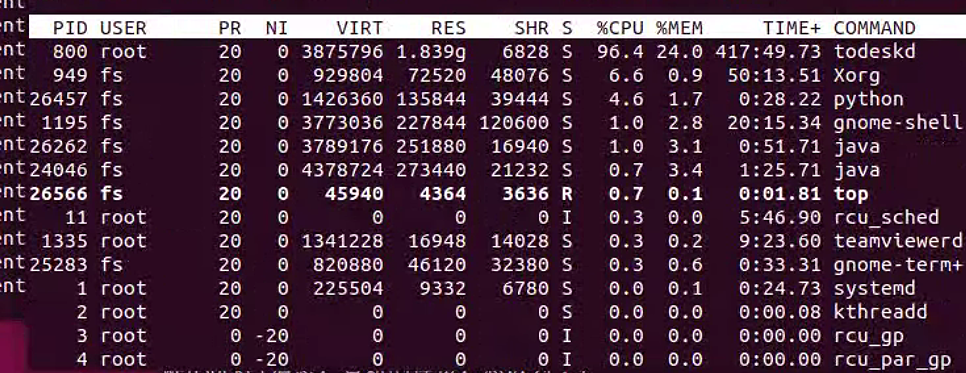 PID USER PR NI VIRT RES SHR S %CPU %MEM TIME+ COMMAND
ent 800 root 20 0 3875796 1.839g 6828 S 96.4 24.0 417:49.73 todeskd
ent 949 fs 20 0 929804 72520 48076 S 6.6 0.9 50:13.51 Xorg
ent 26457 fs 20 0 1426360 135844 39444 S 4.6 1.7 0:28.22 python
ent 1195 fs 20 0 3773036 227844 120600 S 1.0 2.8 20:15.34 gnome-shell
ent 26262 fs 20 0 3789176 251880 16940 S 1.0 3.1 0:51.71 java
ent 24046 fs 20 0 4378724 273440 21232 S 0.7 3.4 1:25.71 java
ent 26566 fs 20 0 45940 4364 3636 R 0.7 0.1 0:01.81 top
ent 11 root 20 0 0 0 0 I 0.3 0.0 5:46.90 rcu_sched
ent 1335 root 20 0 1341228 16948 14028 S 0.3 0.2 9:23.60 teamviewerd
ent 25283 fs 20 0 820880 46120 32380 S 0.3 0.6 0:33.31 gnome-term+
ent 1 root 20 0 225504 9332 6780 S 0.0 0.1 0:24.73 systemd
2 root 20 0 0 0 0 S 0.0 0.0 0:00.08 kthreadd
3 root 0 -20 0 0 0 I 0.0 0.0 0:00.00 rcu_gp
4 root 0 -20 0 0 0 I 0.0 0.0 0:00.00 rcu_par_gp